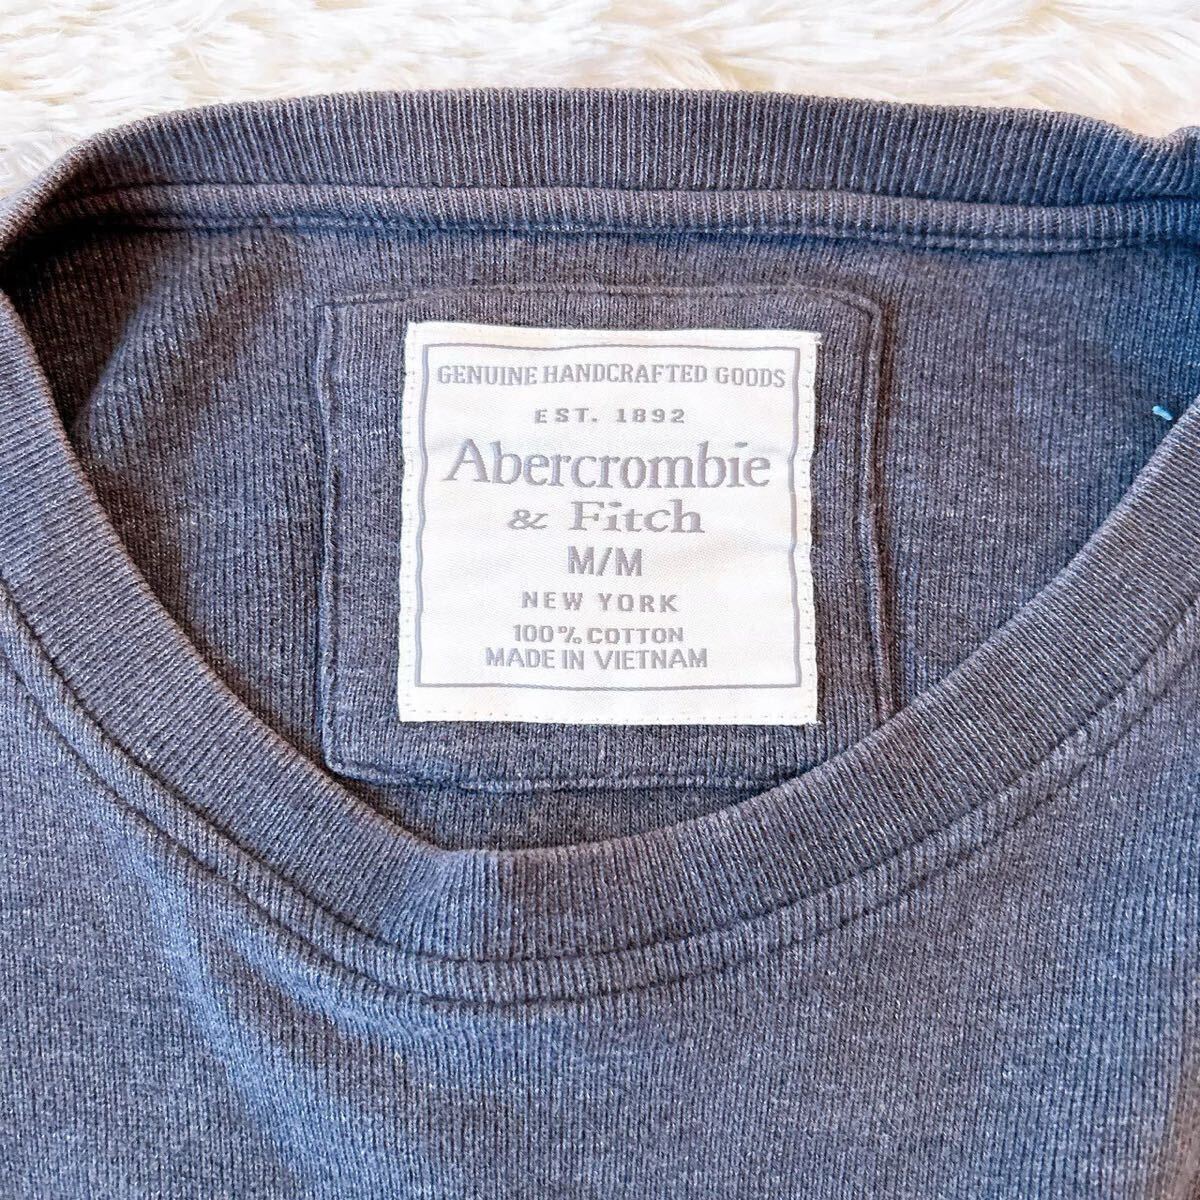 GENUINE HANDCRAFTED GOODS
EST. 1892
Abercrombie
& Fitch
M/M
NEW YORK
100% COTTON
MADE IN VIETNAM